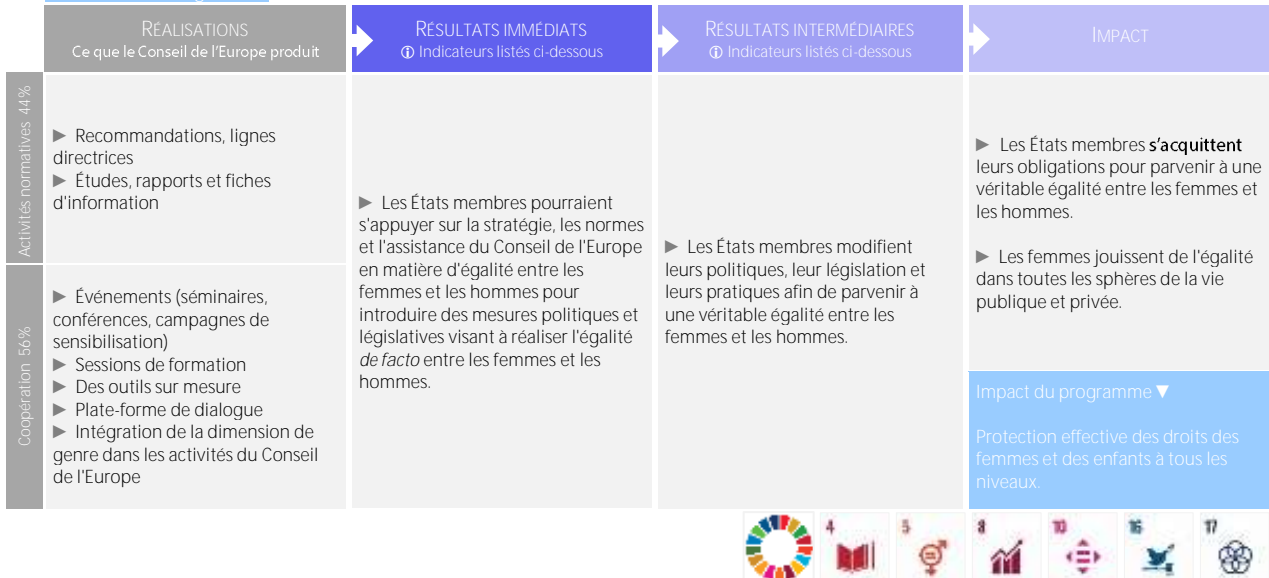 RÉALISATIONS
Ce que le Conseil de l'Europe produit
RÉSULTATS IMMÉDIATS
ⓘ Indicateurs listés ci-dessous
RÉSULTATS INTERMÉDIAIRES
ⓘ Indicateurs listés ci-dessous
IMPACT
Activités normatives 44%
► Recommandations, lignes
directrices
► Études, rapports et fiches
d'information
Coopération 56%
► Événements (séminaires,
conférences, campagnes de
sensibilisation)
► Sessions de formation
► Des outils sur mesure
► Plate-forme de dialogue
► Intégration de la dimension de
genre dans les activités du Conseil
de l'Europe
► Les États membres pourraient
s'appuyer sur la stratégie, les normes
et l'assistance du Conseil de l'Europe
en matière d'égalité entre les
femmes et les hommes pour
introduire des mesures politiques et
législatives visant à réaliser l'égalité
de facto entre les femmes et les
hommes.
► Les États membres modifient
leurs politiques, leur législation et
leurs pratiques afin de parvenir à
une véritable égalité entre les
femmes et les hommes.
► Les États membres s'acquittent
leurs obligations pour parvenir à une
véritable égalité entre les femmes et
les hommes.
► Les femmes jouissent de l'égalité
dans toutes les sphères de la vie
publique et privée.
Impact du programme ▼
Protection effective des droits des
femmes et des enfants à tous les
niveaux.
4 5 8 10 16 17